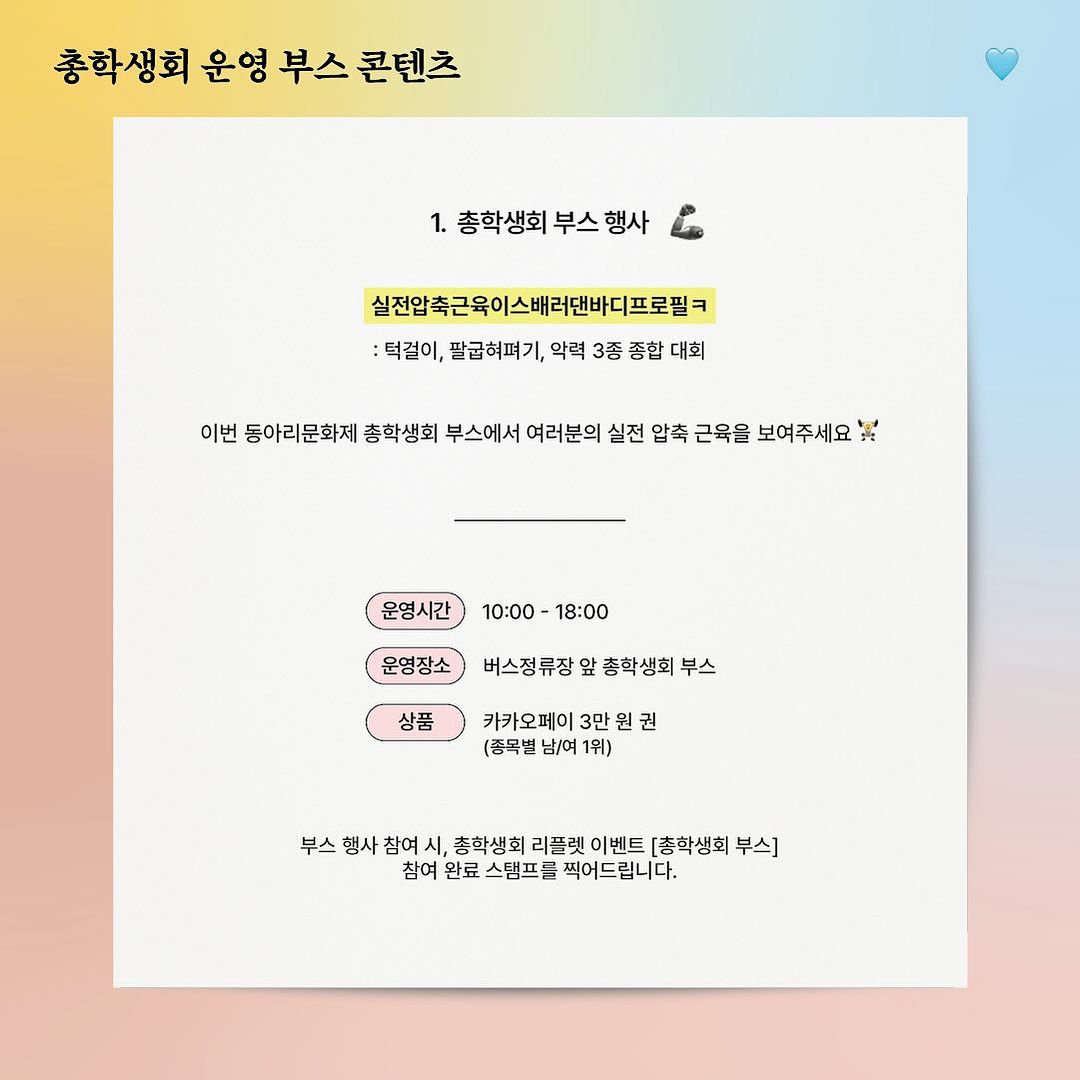 총학생회 운영 부스 콘텐츠
1. 총학생회 부스 행사
실전압축근육이스배러댄바디프로필ㅋ
: 턱걸이, 팔굽혀펴기, 악력 3종 종합 대회
이번 동아리문화제 총학생회 부스에서 여러분의 실전 압축 근육을 보여주세요
운영시간 10:00 - 18:00
운영장소 버스정류장 앞 총학생회 부스
상품 카카오페이 3만 원 권
(종목별 남/여 1위)
부스 행사 참여 시, 총학생회 리플렛 이벤트 [총학생회 부스]
참여 완료 스탬프를 찍어드립니다.